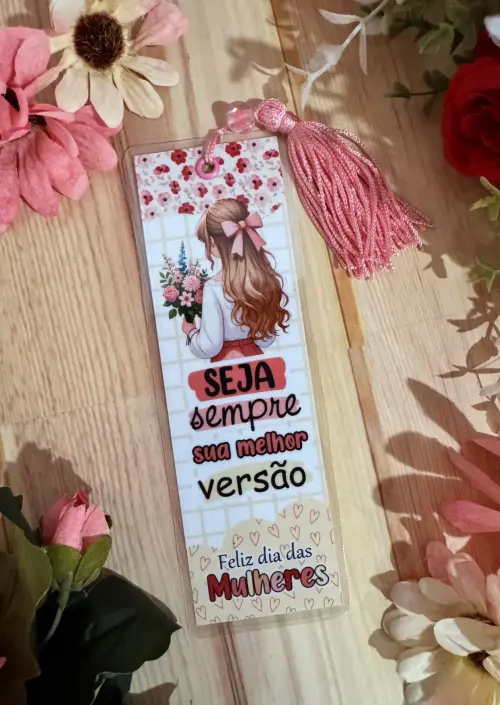 SEJA
sempre
sua melhor
versão
Feliz dia das
Mulheres